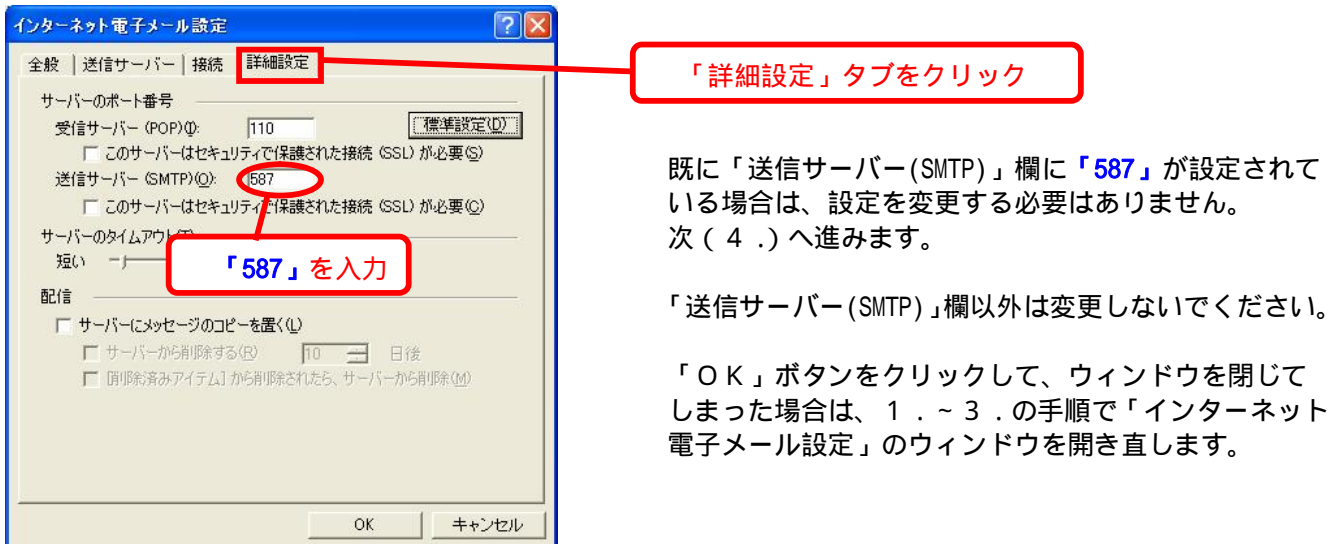 インターネット電子メール設定
全般 送信サーバー 接続 詳細設定
サーバーのポート番号
受信サーバー (POP)(I): 110 標準設定(D)
このサーバーはセキュリティで保護された接続 (SSL) が必要(S)
送信サーバー (SMTP)(O): 587
このサーバーはセキュリティで保護された接続 (SSL) が必要(C)
サーバーのタイムアウト(T)
短い
「587」を入力
配信
サーバーにメッセージのコピーを置く(L)
サーバーから削除する(R) 10 日後
[削除済みアイテム] から削除されたら、サーバーから削除(M)
OK キャンセル
「詳細設定」タブをクリック
既に「送信サーバー(SMTP)」欄に「587」が設定されて
いる場合は、設定を変更する必要はありません。
次(4.)へ進みます。
「送信サーバー(SMTP)」欄以外は変更しないでください。
「OK」ボタンをクリックして、ウィンドウを閉じて
しまった場合は、1.~3.の手順で「インターネット
電子メール設定」のウィンドウを開き直します。